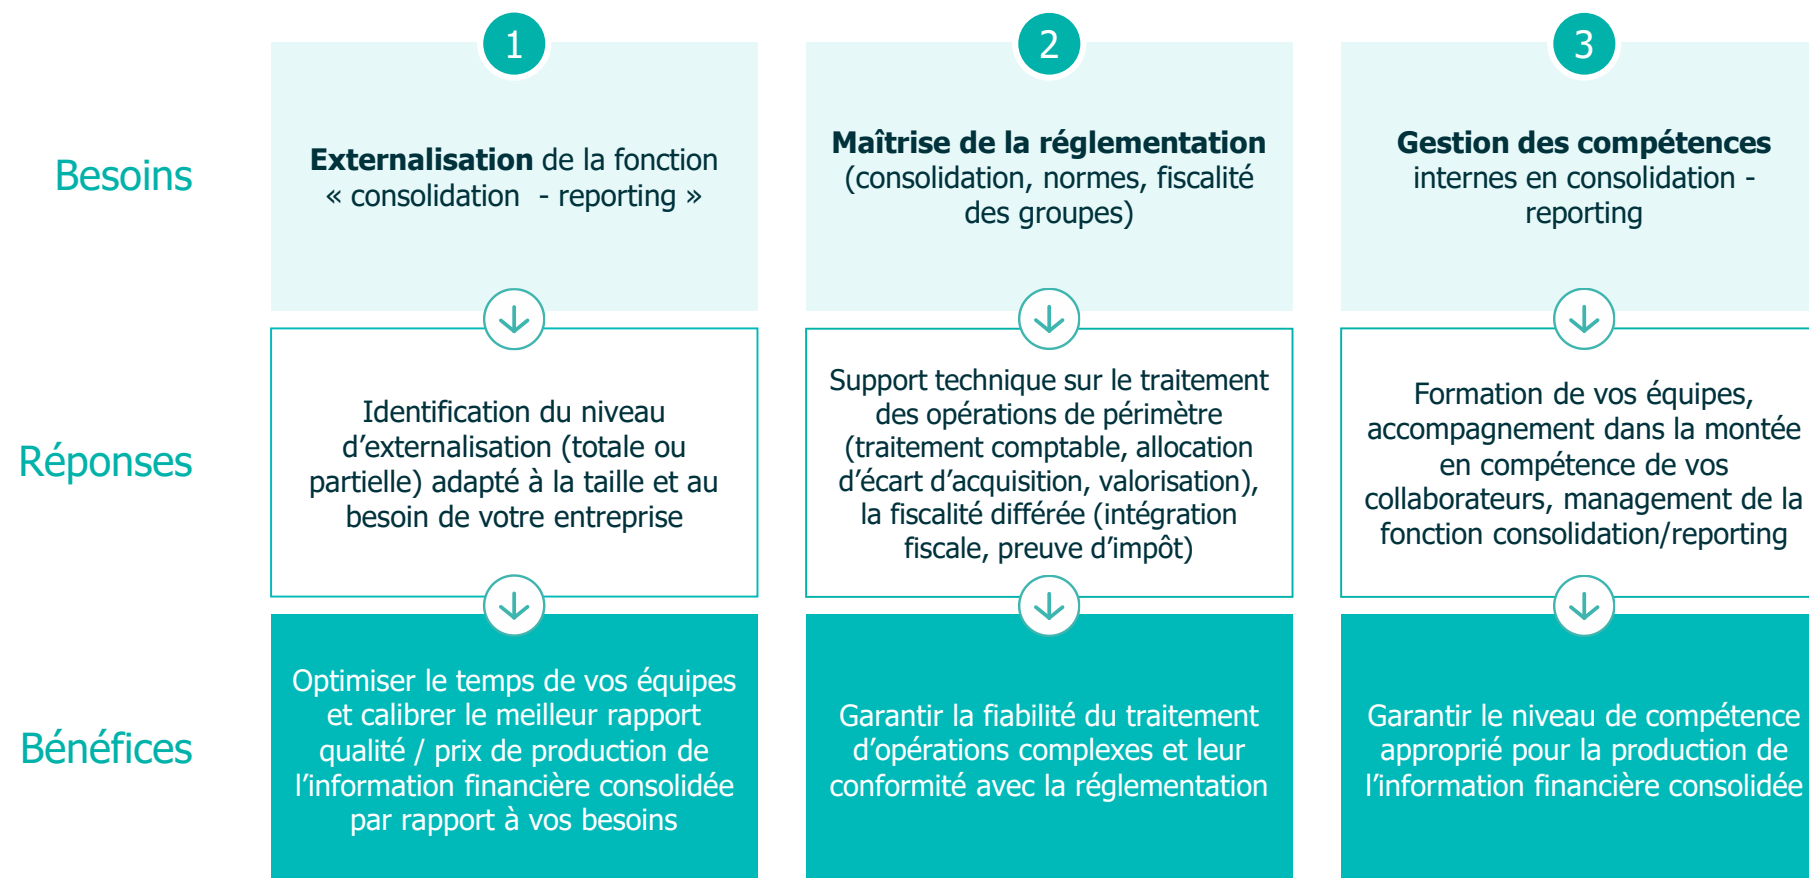 1
2
3
Besoins
Externalisation de la fonction
« consolidation - reporting »
Maîtrise de la réglementation
(consolidation, normes, fiscalité
des groupes)
Gestion des compétences
internes en consolidation -
reporting
Réponses
Identification du niveau
d’externalisation (totale ou
partielle) adapté à la taille et au
besoin de votre entreprise
Support technique sur le traitement
des opérations de périmètre
(traitement comptable, allocation
d’écart d’acquisition, valorisation),
la fiscalité différée (intégration
fiscale, preuve d’impôt)
Formation de vos équipes,
accompagnement dans la montée
en compétence de vos
collaborateurs, management de la
fonction consolidation/reporting
Bénéfices
Optimiser le temps de vos équipes
et calibrer le meilleur rapport
qualité / prix de production de
l’information financière consolidée
par rapport à vos besoins
Garantir la fiabilité du traitement
d’opérations complexes et leur
conformité avec la réglementation
Garantir le niveau de compétence
approprié pour la production de
l’information financière consolidée